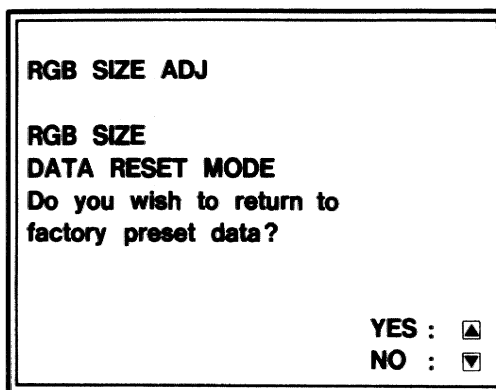 RGB SIZE ADJ
RGB SIZE
DATA RESET MODE
Do you wish to return to
factory preset data?
YES : ▲
NO : ▼